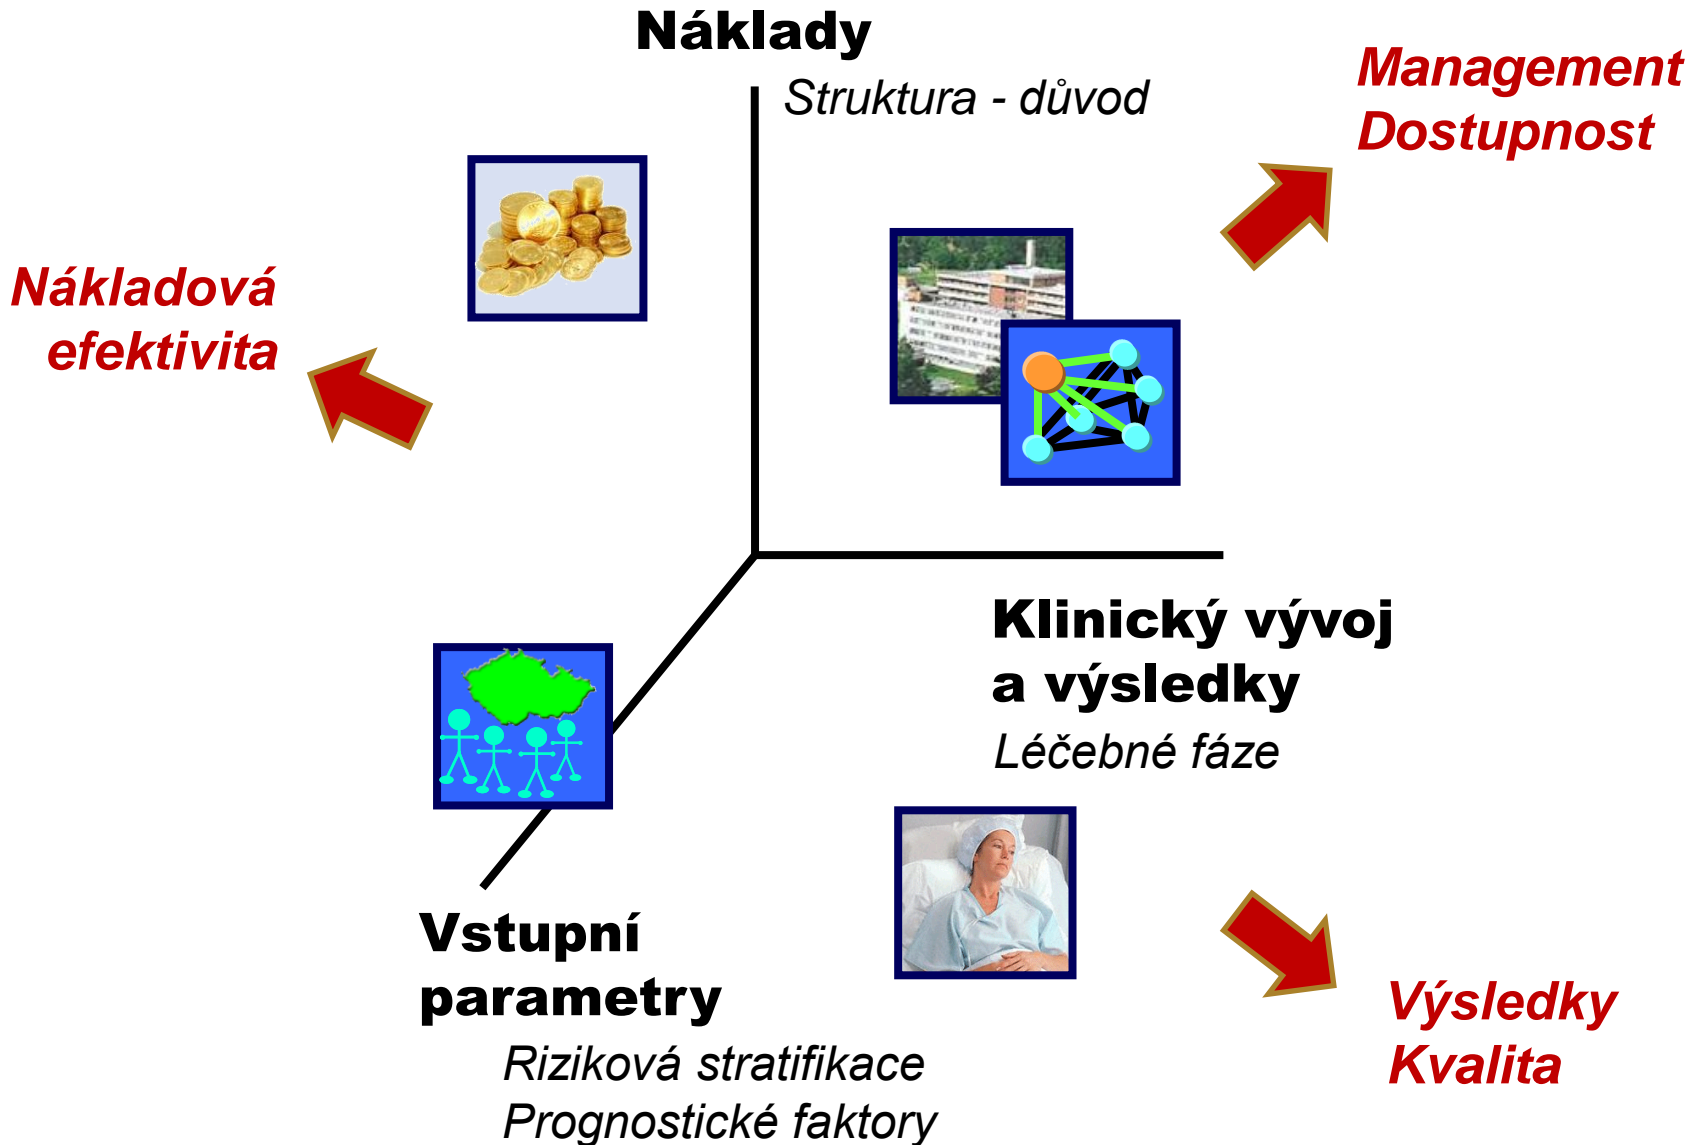 Náklady
Struktura - důvod
Management
Dostupnost
Nákladová
efektivita
Klinický vývoj
a výsledky
Léčebné fáze
Vstupní
parametry
Riziková stratifikace
Prognostické faktory
Výsledky
Kvalita